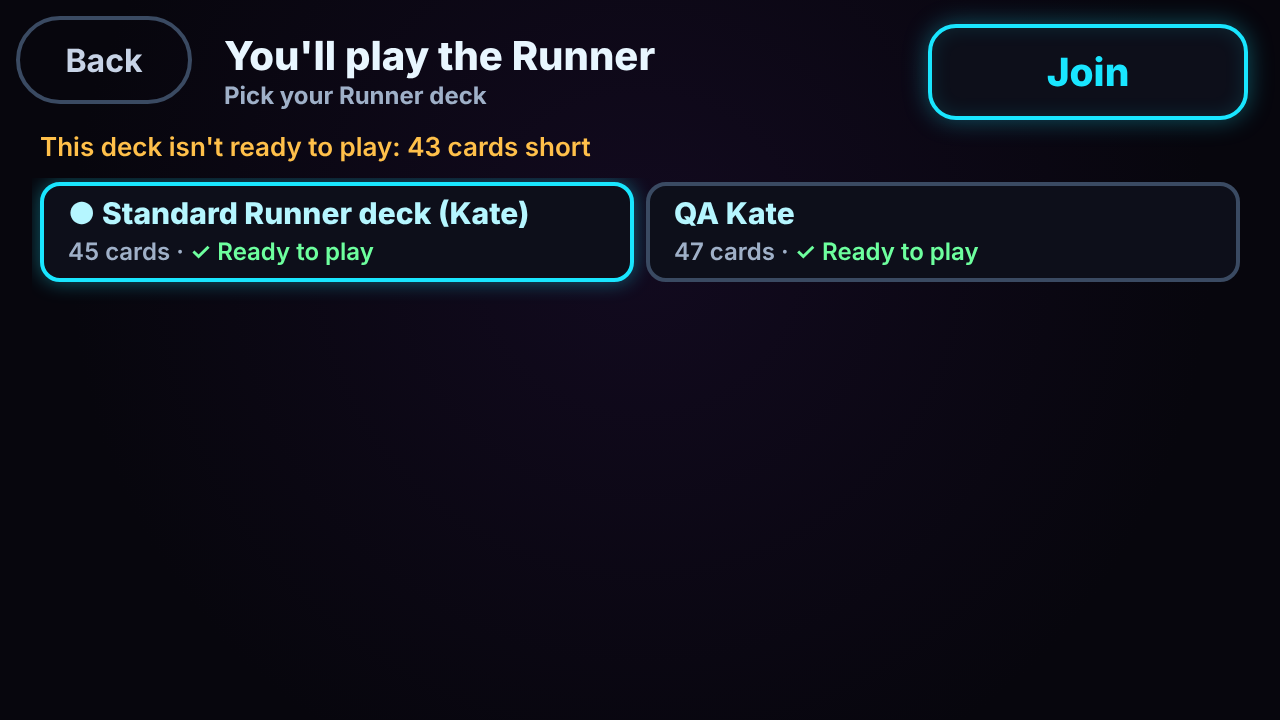 Back
You'll play the Runner
Pick your Runner deck
Join
This deck isn't ready to play: 43 cards short
● Standard Runner deck (Kate)
45 cards · ✓ Ready to play
QA Kate
47 cards · ✓ Ready to play